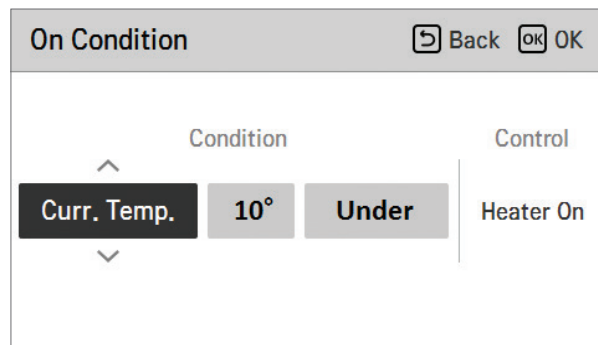 On Condition Back OK OK
Condition Control
Curr. Temp. 10° Under Heater On